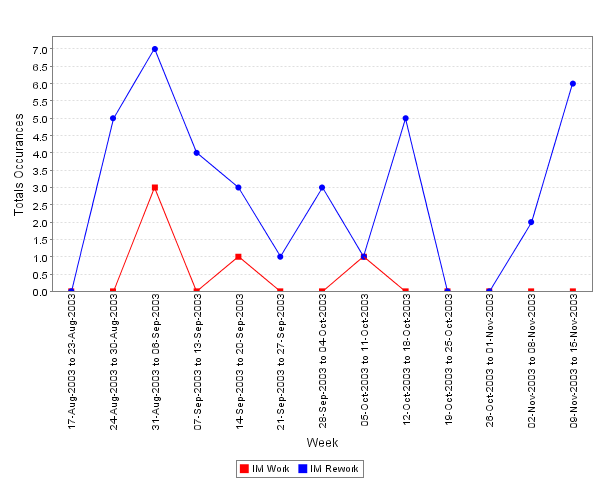 7.0
6.5
6.0
5.5
5.0
4.5
4.0
3.5
3.0
2.5
2.0
1.5
1.0
0.5
0.0
Totals Occurances
17-Aug-2003 to 23-Aug-2003
24-Aug-2003 to 30-Aug-2003
31-Aug-2003 to 06-Sep-2003
07-Sep-2003 to 13-Sep-2003
14-Sep-2003 to 20-Sep-2003
21-Sep-2003 to 27-Sep-2003
28-Sep-2003 to 04-Oct-2003
05-Oct-2003 to 11-Oct-2003
12-Oct-2003 to 18-Oct-2003
19-Oct-2003 to 25-Oct-2003
26-Oct-2003 to 01-Nov-2003
02-Nov-2003 to 08-Nov-2003
09-Nov-2003 to 15-Nov-2003
Week
IM Work IM Rework